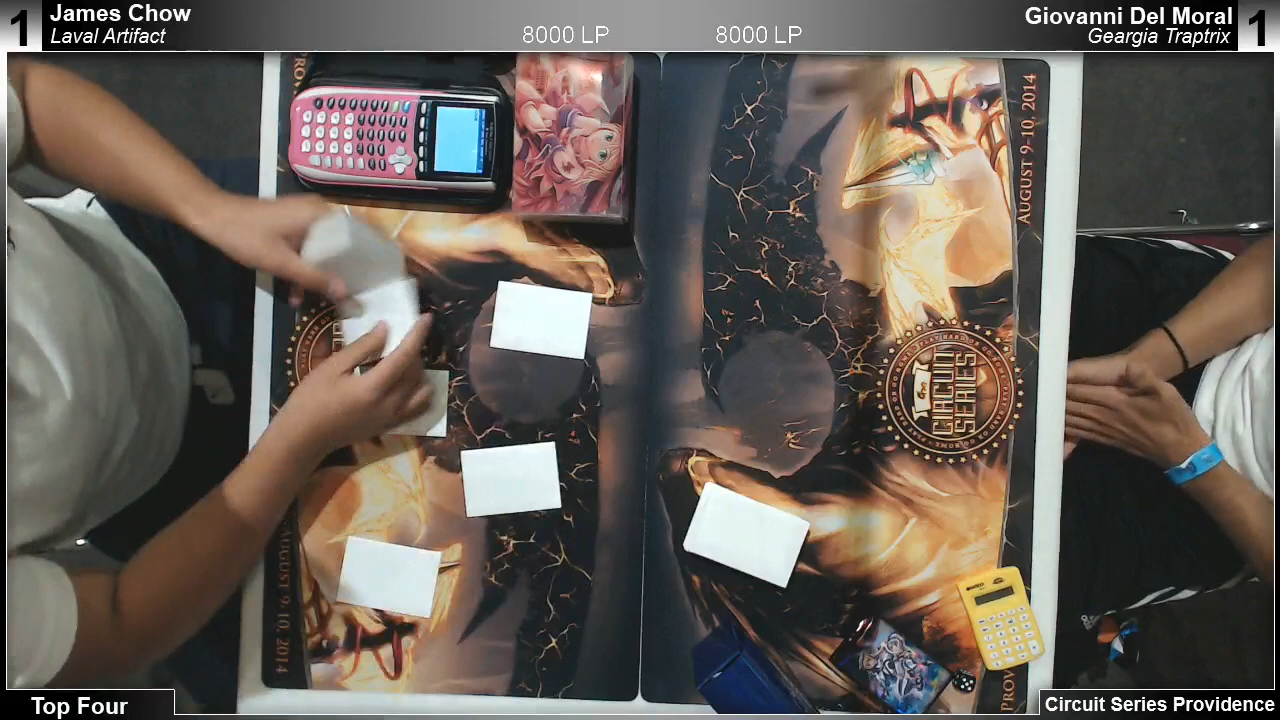 1
James Chow
Laval Artifact
8000 LP
8000 LP
Giovanni Del Moral
Geargia Traptrix
1
AUGUST 9-10, 2014
CIRCUIT
SERIES
AUGUST 9-10, 2014
PROV
Top Four
Circuit Series Providence